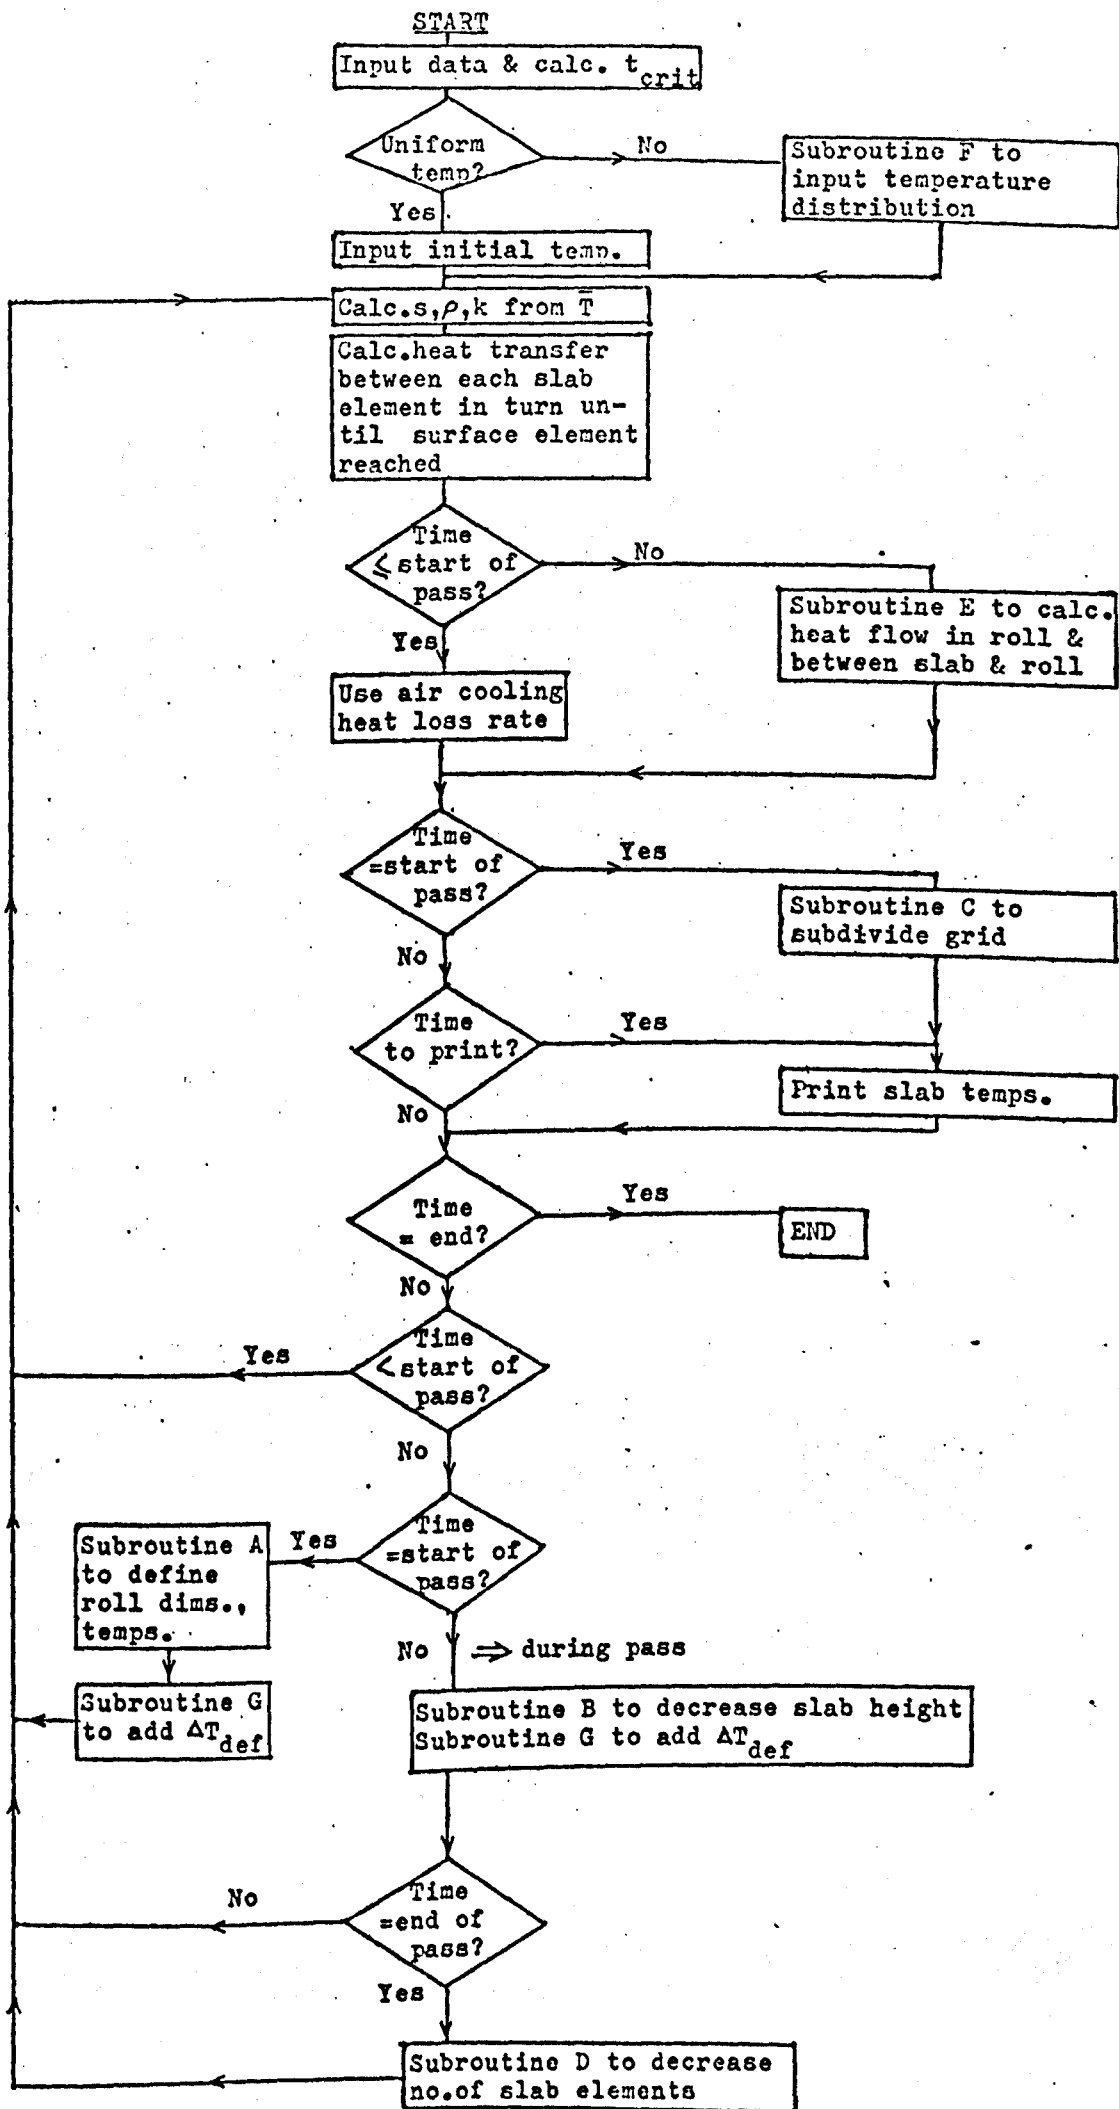 START
Input data & calc. t_crit
Uniform
temp?
No
Subroutine F to
input temperature
distribution
Yes
Input initial temp.
Calc.s,ρ,k from T̄
Calc.heat transfer
between each slab
element in turn un-
til surface element
reached
Time
≤ start of
pass?
No
Subroutine E to calc.
heat flow in roll &
between slab & roll
Yes
Use air cooling
heat loss rate
Time
=start of
pass?
Yes
Subroutine C to
subdivide grid
No
Time
to print?
Yes
Print slab temps.
No
Time
= end?
Yes
END
No
Time
< start of
pass?
Yes
No
Time
=start of
pass?
Yes
Subroutine A
to define
roll dims.,
temps.
No ⇒ during pass
Subroutine G
to add ΔT_def
Subroutine B to decrease slab height
Subroutine G to add ΔT_def
Time
=end of
pass?
No
Yes
Subroutine D to decrease
no.of slab elements